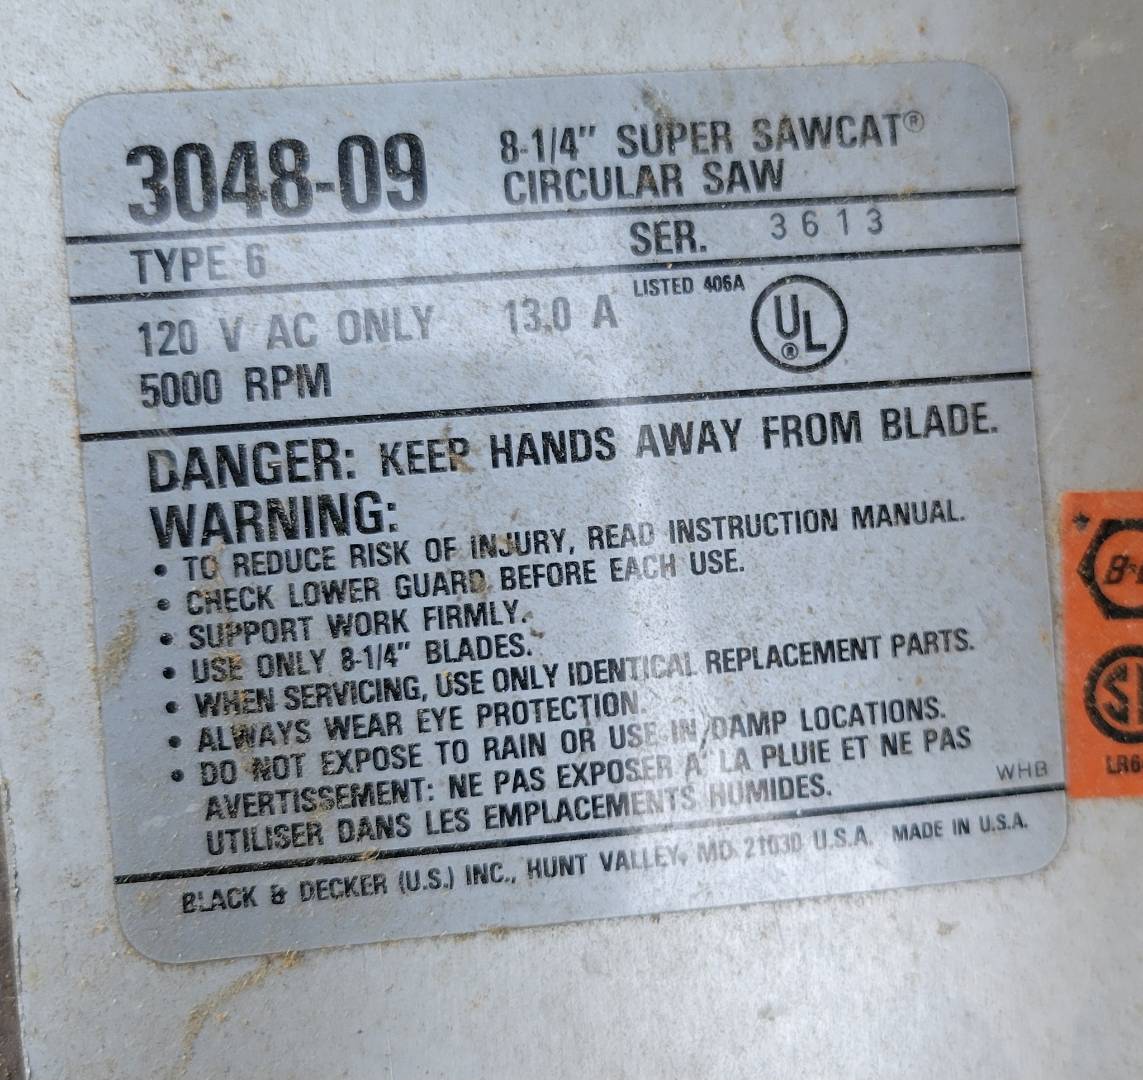 3048-09
8-1/4" SUPER SAWCAT®
CIRCULAR SAW
TYPE 6
SER. 3613
LISTED 406A
UL
®
120 V AC ONLY 13.0 A
5000 RPM
DANGER: KEEP HANDS AWAY FROM BLADE.
WARNING:
• TO REDUCE RISK OF INJURY, READ INSTRUCTION MANUAL.
• CHECK LOWER GUARD BEFORE EACH USE.
• SUPPORT WORK FIRMLY.
• USE ONLY 8-1/4" BLADES.
• WHEN SERVICING, USE ONLY IDENTICAL REPLACEMENT PARTS.
• ALWAYS WEAR EYE PROTECTION.
• DO NOT EXPOSE TO RAIN OR USE IN DAMP LOCATIONS.
AVERTISSEMENT: NE PAS EXPOSER A' LA PLUIE ET NE PAS
UTILISER DANS LES EMPLACEMENTS HUMIDES.
WHB
BLACK & DECKER (U.S.) INC., HUNT VALLEY, MD 21030 U.S.A. MADE IN U.S.A.
LR6